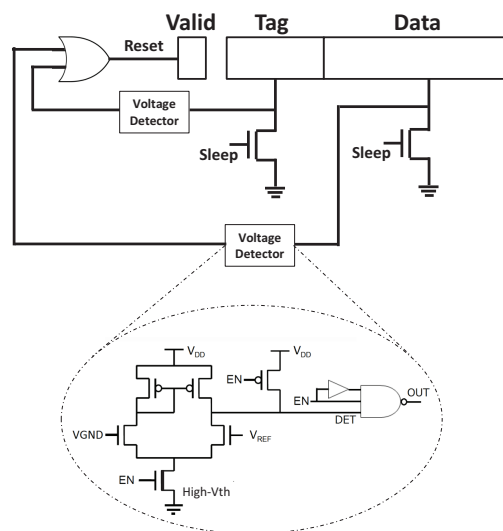 Valid Tag Data
Reset
Voltage
Detector
Sleep
Sleep
Voltage
Detector
VDD
VDD
EN
EN
OUT
DET
VGND
VREF
EN
High-Vth